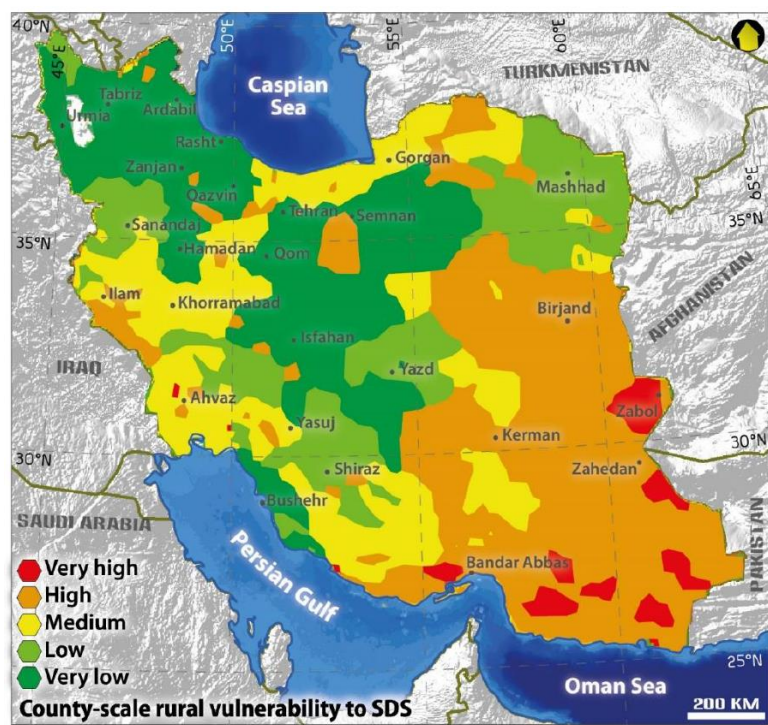 40°N
50°E
55°E
60°E
45°E
65°E
TURKMENISTAN
Caspian
Sea
Tabriz
Ardabil
Urmia
Rasht
Gorgan
Zanjan
Mashhad
Qazvin
Tehran
Semnan
Sanandaj
35°N
35°N
Hamadan
Qom
AFGHANISTAN
Ilam
Khorramabad
Birjand
Isfahan
IRAQ
Yazd
Ahvaz
Zabol
Yasuj
Kerman
30°N
30°N
Shiraz
Zahedan
Bushehr
SAUDI ARABIA
Persian Gulf
Bandar Abbas
PAKISTAN
Very high
High
Medium
Low
Very low
25°N
Oman Sea
County-scale rural vulnerability to SDS
200 KM